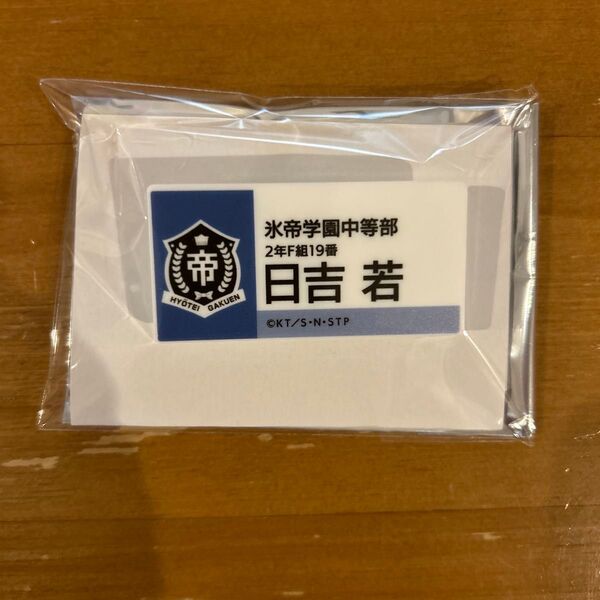 帝
HYŌTEI GAKUEN
氷帝学園中等部
2年F組19番
日吉 若
©KT/S・N・STP